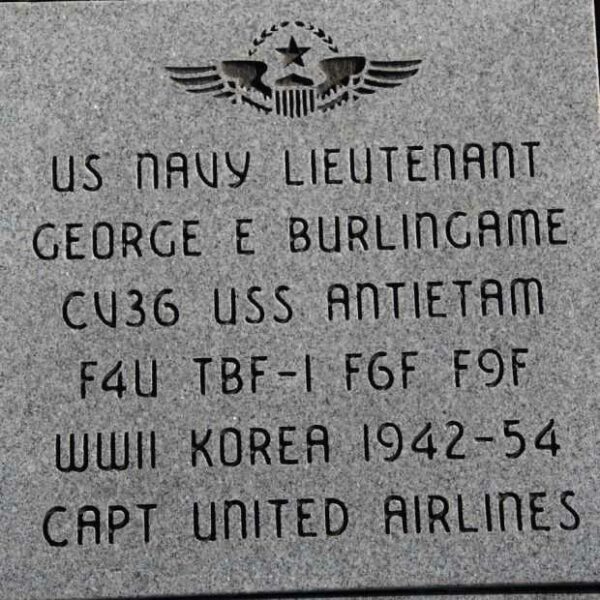 US NAVY LIEUTENANT
GEORGE E BURLINGAME
CV36 USS ANTIETAM
F4U TBF-1 F6F F9F
WWII KOREA 1942-54
CAPT UNITED AIRLINES